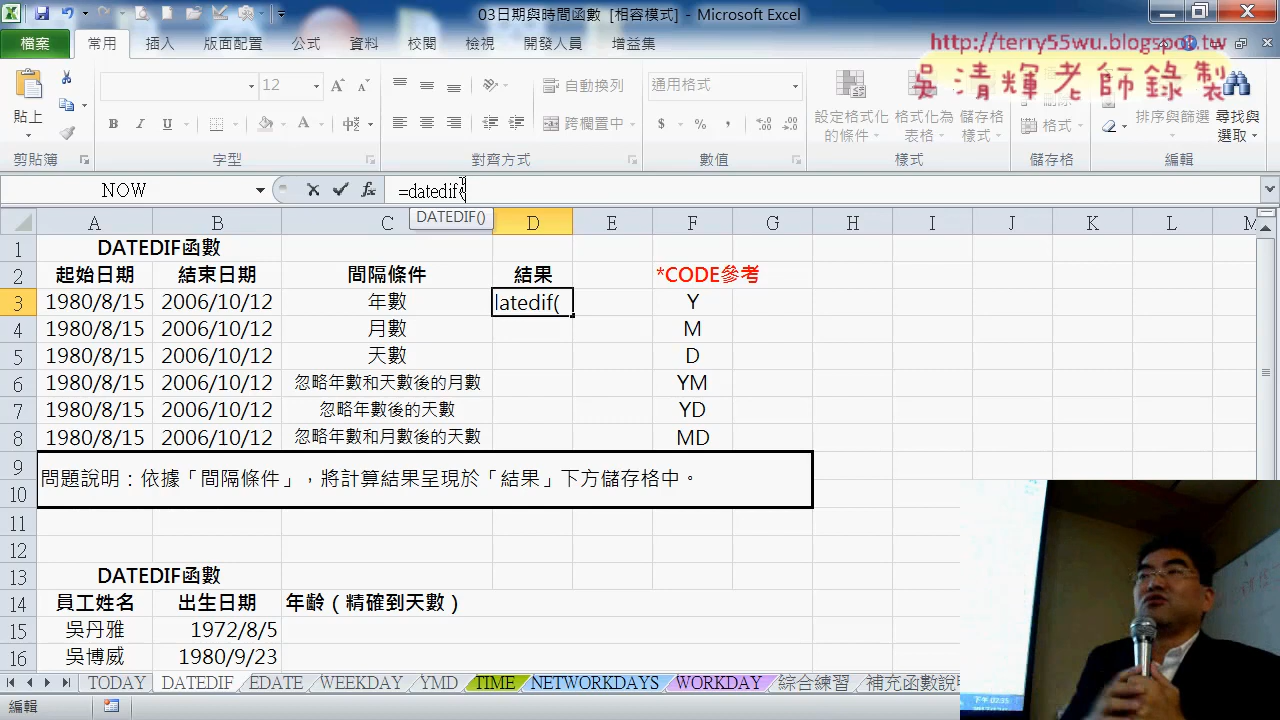 03日期與時間函數 [相容模式] - Microsoft Excel
檔案 常用 插入 版面配置 公式 資料 校閱 檢視 開發人員 增益集
http://terry55wu.blogspot.tw
吳清輝老師錄製
貼上
12
B I U A 中文
自動換列
跨欄置中
通用格式
$ % ,
設定格式化的條件
格式化為表格
儲存格樣式
格式
排序與篩選
尋找與選取
剪貼簿 字型 對齊方式 數值 樣式 儲存格 編輯
NOW =datedif(
DATEDIF()
A B C D E F G H I J K L M
1 DATEDIF函數
2 起始日期 結束日期 間隔條件 結果 *CODE參考
3 1980/8/15 2006/10/12 年數 latedif( Y
4 1980/8/15 2006/10/12 月數 M
5 1980/8/15 2006/10/12 天數 D
6 1980/8/15 2006/10/12 忽略年數和天數後的月數 YM
7 1980/8/15 2006/10/12 忽略年數後的天數 YD
8 1980/8/15 2006/10/12 忽略年數和月數後的天數 MD
9 問題說明：依據「間隔條件」，將計算結果呈現於「結果」下方儲存格中。
10
11
12
13 DATEDIF函數
14 員工姓名 出生日期 年齡（精確到天數）
15 吳丹雅 1972/8/5
16 吳博威 1980/9/23
TODAY DATEDIF EDATE WEEKDAY YMD TIME NETWORKDAYS WORKDAY 綜合練習 補充函數說
編輯